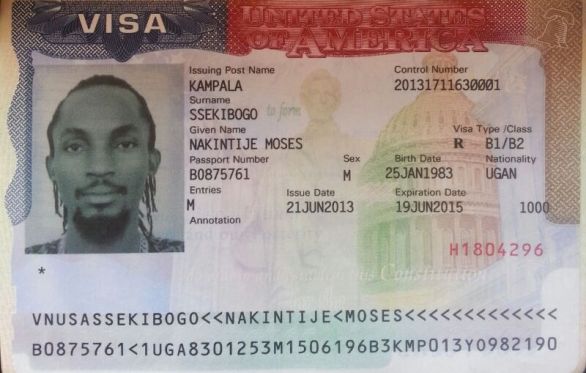 VISA UNITED STATES OF AMERICA
Issuing Post Name Control Number
KAMPALA 20131711630001
Surname
SSEKIBOGO
Given Name Visa Type /Class
NAKINTIJE MOSES R B1/B2
Passport Number Sex Birth Date Nationality
B0875761 M 25JAN1983 UGAN
Entries Issue Date Expiration Date
M 21JUN2013 19JUN2015 1000
Annotation
H1804296
*
VNUSASSEKIBOGO<<NAKINTIJE<MOSES<<<<<<<<<<<<<
B0875761<1UGA8301253M1506196B3KMP013Y0982190